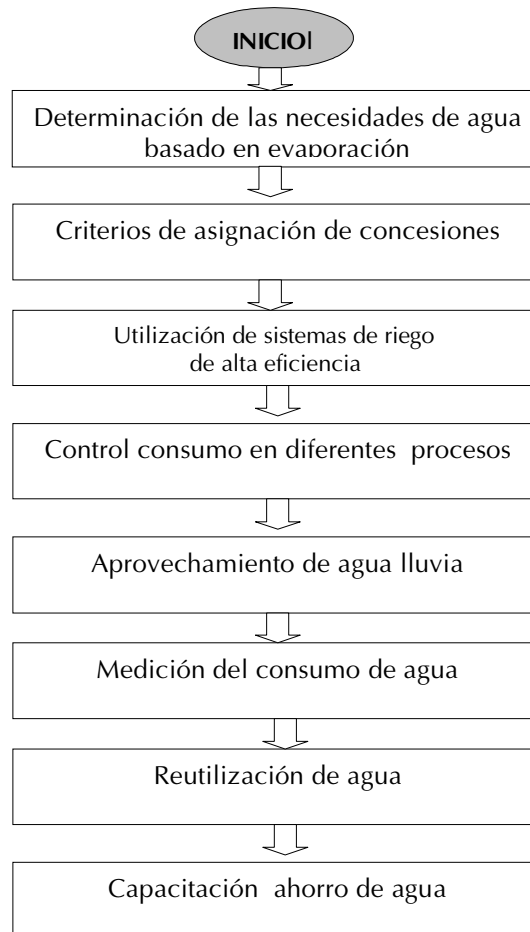 INICIOl
Determinación de las necesidades de agua
basado en evaporación
Criterios de asignación de concesiones
Utilización de sistemas de riego
de alta eficiencia
Control consumo en diferentes procesos
Aprovechamiento de agua lluvia
Medición del consumo de agua
Reutilización de agua
Capacitación ahorro de agua